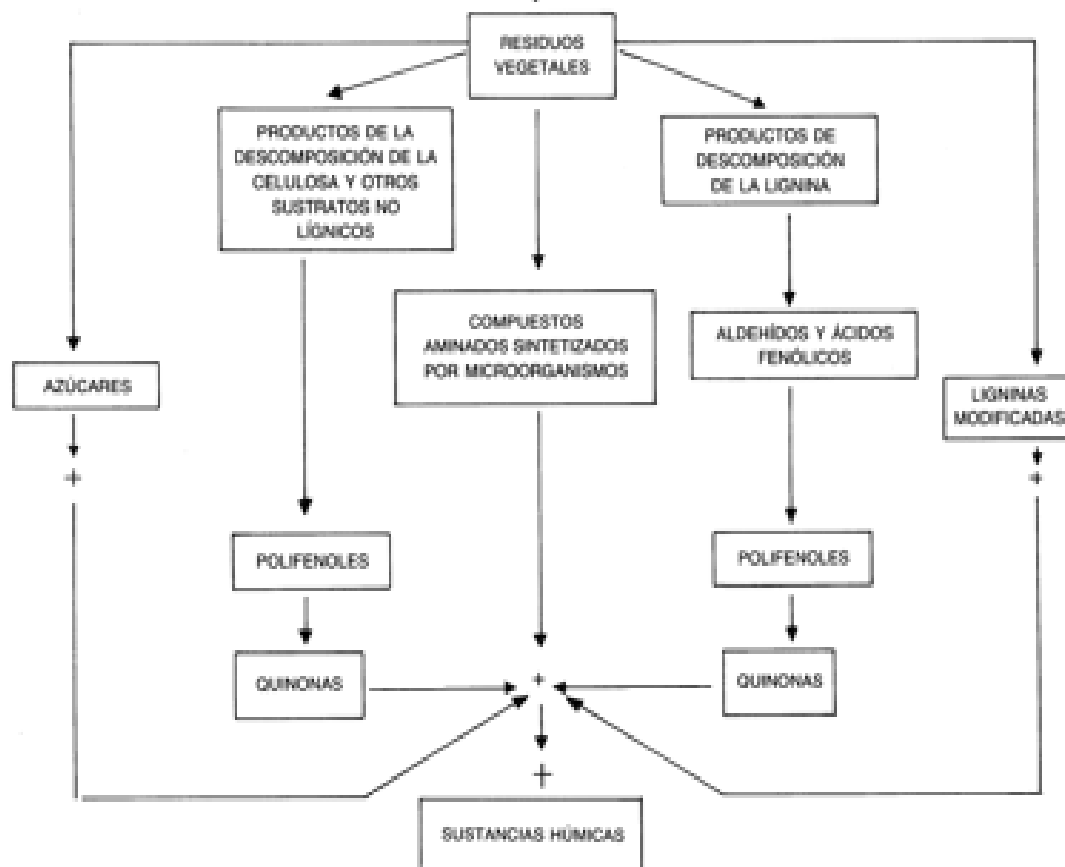 RESIDUOS
VEGETALES
PRODUCTOS DE LA
DESCOMPOSICIÓN DE LA
CELULOSA Y OTROS
SUSTRATOS NO
LÍGNICOS
PRODUCTOS DE
DESCOMPOSICIÓN
DE LA LIGNINA
COMPUESTOS
AMINADOS SINTETIZADOS
POR MICROORGANISMOS
ALDEHÍDOS Y ÁCIDOS
FENÓLICOS
AZÚCARES
LIGNINAS
MODIFICADAS
+
+
POLIFENOLES
POLIFENOLES
QUINONAS
+
QUINONAS
+
SUSTANCIAS HÚMICAS